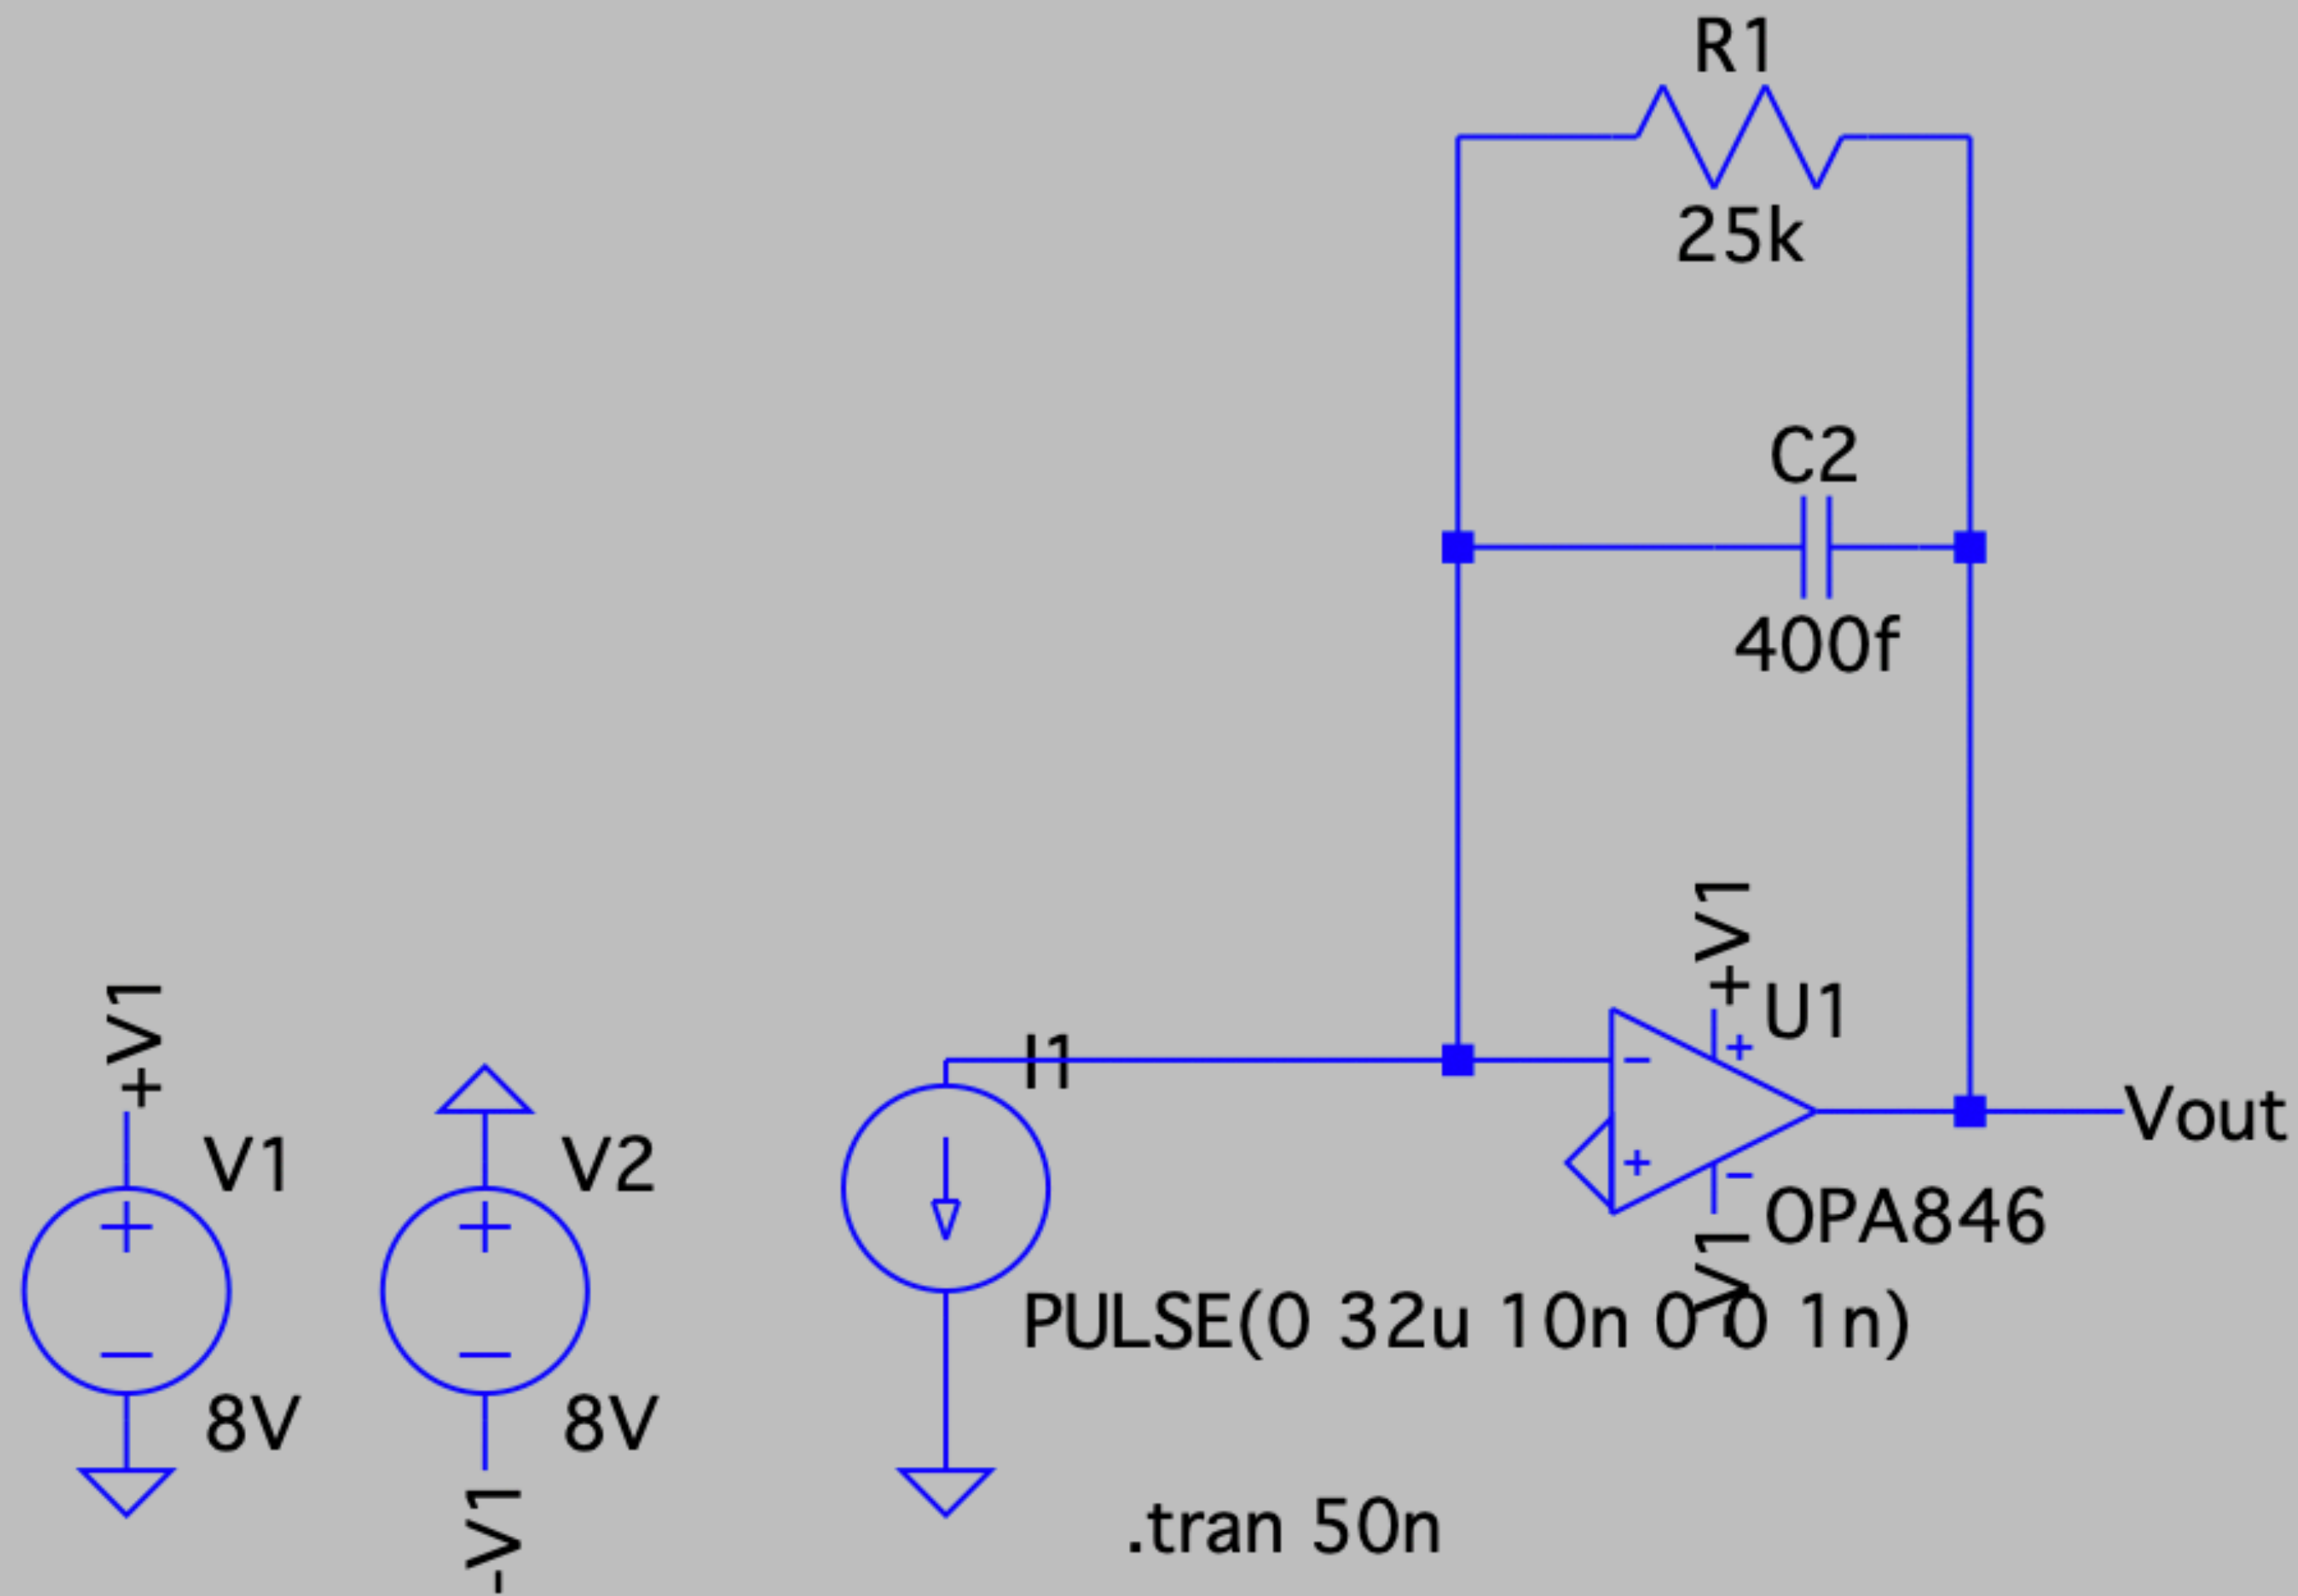 R1
25k
C2
400f
+V1
U1
OPA846
-V1
Vout
I1
PULSE(0 32u 10n 0 0 1n)
+V1
V1
8V
V2
8V
-V1
.tran 50n